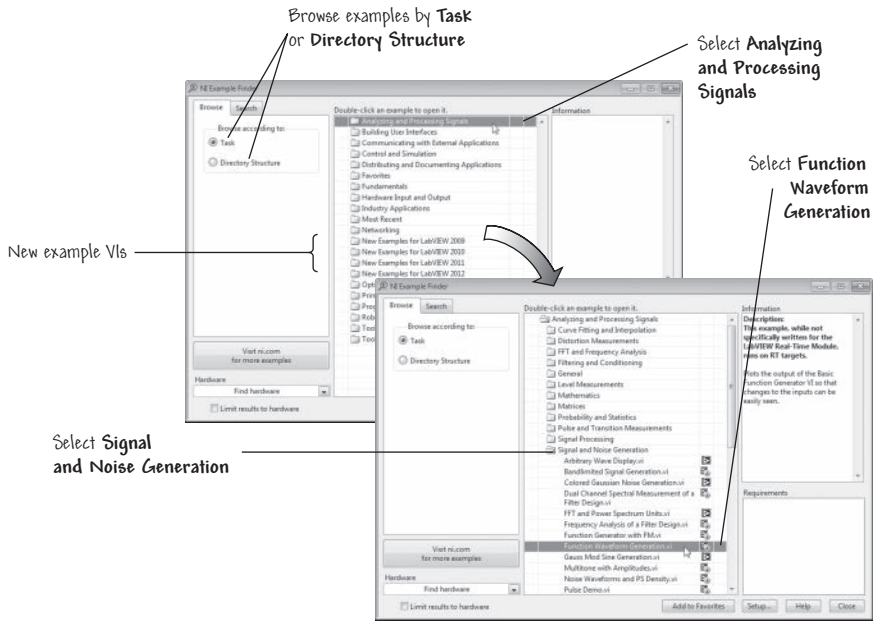 Browse examples by Task
or Directory Structure
Select Analyzing
and Processing
Signals
NI Example Finder
Browse
Search
Double-click an example to open it.
Information
Browse according to:
Task
Directory Structure
Analyzing and Processing Signals
Building User Interfaces
Communicating with External Applications
Control and Simulation
Distributing and Documenting Applications
Favorites
Fundamentals
Hardware Input and Output
Industry Applications
Most Recent
Networking
New Examples for LabVIEW 2009
New Examples for LabVIEW 2010
New Examples for LabVIEW 2011
New Examples for LabVIEW 2012
Opti
Prin
Proc
Rob
Too
Too
Visit ni.com
for more examples
Hardware
Find hardware
Limit results to hardware
New example VIs
Select Function
Waveform
Generation
NI Example Finder
Browse
Search
Double-click an example to open it.
Information
Browse according to:
Task
Directory Structure
Analyzing and Processing Signals
Curve Fitting and Interpolation
Distortion Measurements
FFT and Frequency Analysis
Filtering and Conditioning
General
Level Measurements
Mathematics
Matrices
Probability and Statistics
Pulse and Transition Measurements
Signal Processing
Signal and Noise Generation
Arbitrary Wave Display.vi
Bandlimited Signal Generation.vi
Colored Gaussian Noise Generation.vi
Dual Channel Spectral Measurement of a
Filter Design.vi
FFT and Power Spectrum Units.vi
Frequency Analysis of a Filter Design.vi
Function Generator with FM.vi
Function Waveform Generation.vi
Gauss Mod Sine Generation.vi
Multitone with Amplitudes.vi
Noise Waveforms and PS Density.vi
Pulse Demo.vi
Description:
This example, while not
specifically written for the
LabVIEW Real-Time Module,
runs on RT targets.
Plots the output of the Basic
Function Generator VI so that
changes to the inputs can be
easily seen.
Requirements
Visit ni.com
for more examples
Hardware
Find hardware
Limit results to hardware
Add to Favorites
Setup...
Help
Close
Select Signal
and Noise Generation